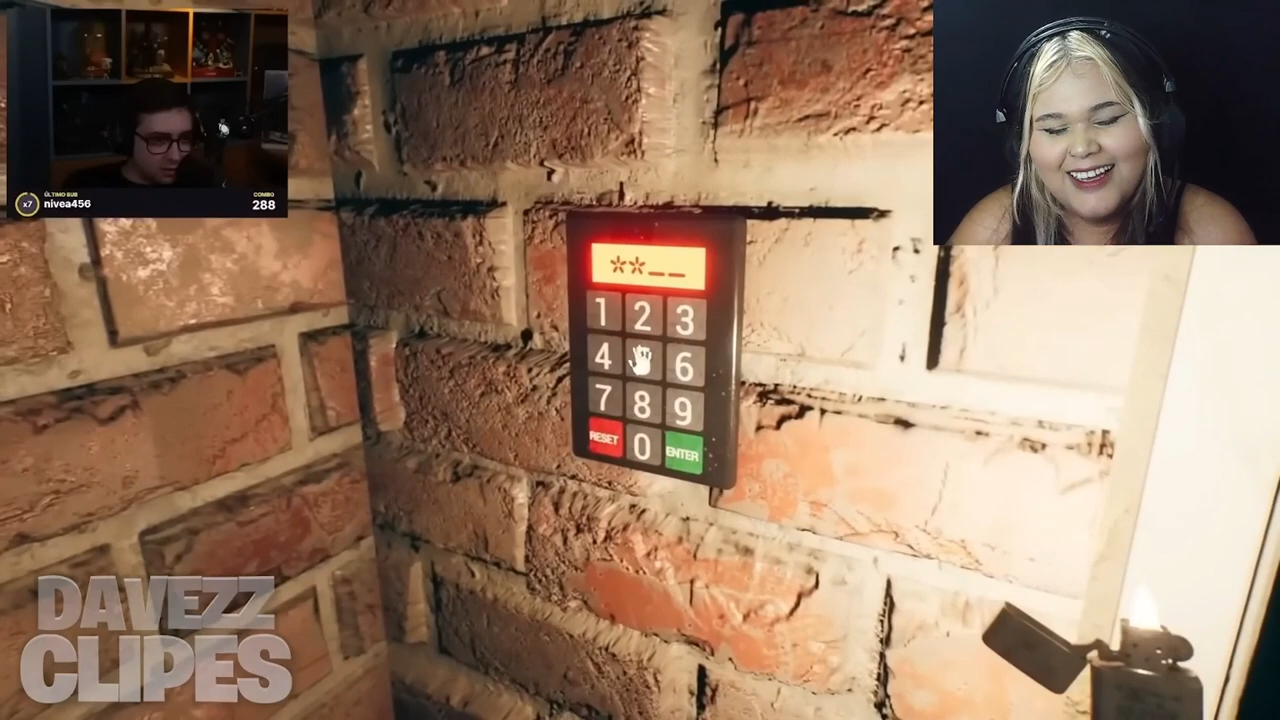 x7
ÚLTIMO SUB
nivea456
COMBO
288
**__
1 2 3
4 6
7 8 9
RESET 0 ENTER
DAVEZZ
CLIPES